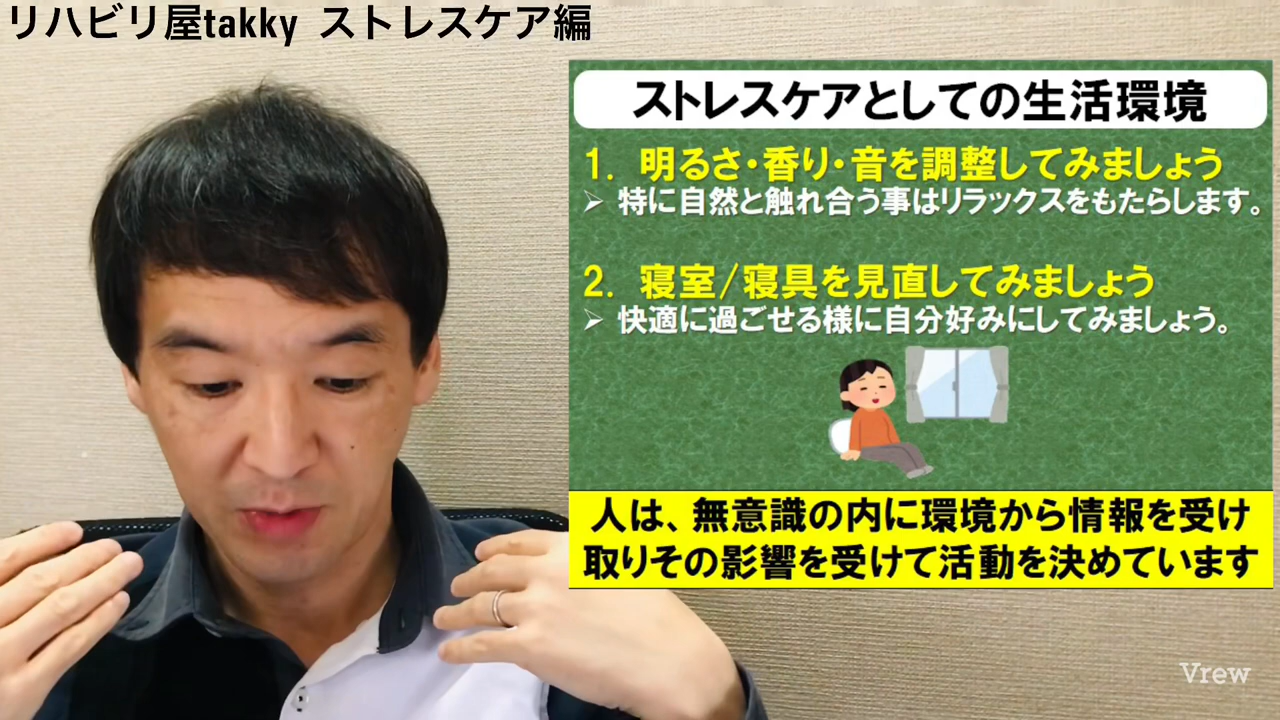 リハビリ屋takky ストレスケア編
ストレスケアとしての生活環境
1. 明るさ・香り・音を調整してみましょう
➢ 特に自然と触れ合う事はリラックスをもたらします。
2. 寝室/寝具を見直してみましょう
➢ 快適に過ごせる様に自分好みにしてみましょう。
人は、無意識の内に環境から情報を受け
取りその影響を受けて活動を決めています
Vrew